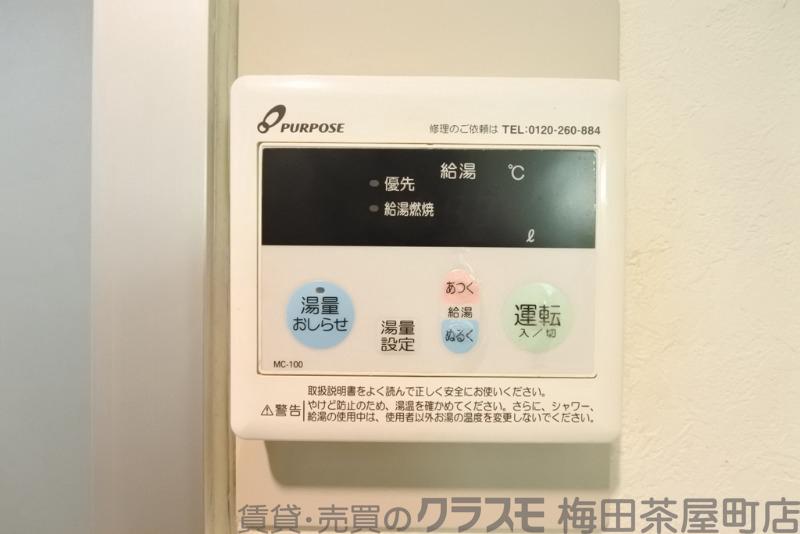 PURPOSE
修理のご依頼は TEL:0120-260-884
給湯 ℃
優先
給湯燃焼
ℓ
湯量
おしらせ
湯量
設定
あつく
給湯
ぬるく
運転
入/切
MC-100
取扱説明書をよく読んで正しく安全にお使いください。
⚠警告
やけど防止のため、湯温を確かめてください。さらに、シャワー、
給湯の使用中は、使用者以外お湯の温度を変更しないでください。
賃貸・売買のクラスモ 梅田茶屋町店